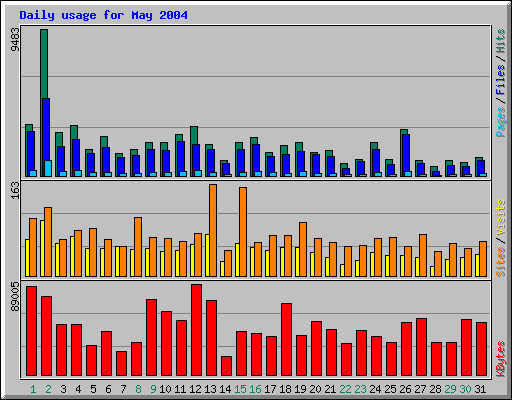 Daily usage for May 2004
9483
Pages / Files / Hits
163
Sites / Visits
89005
KBytes
1 2 3 4 5 6 7 8 9 10 11 12 13 14 15 16 17 18 19 20 21 22 23 24 25 26 27 28 29 30 31